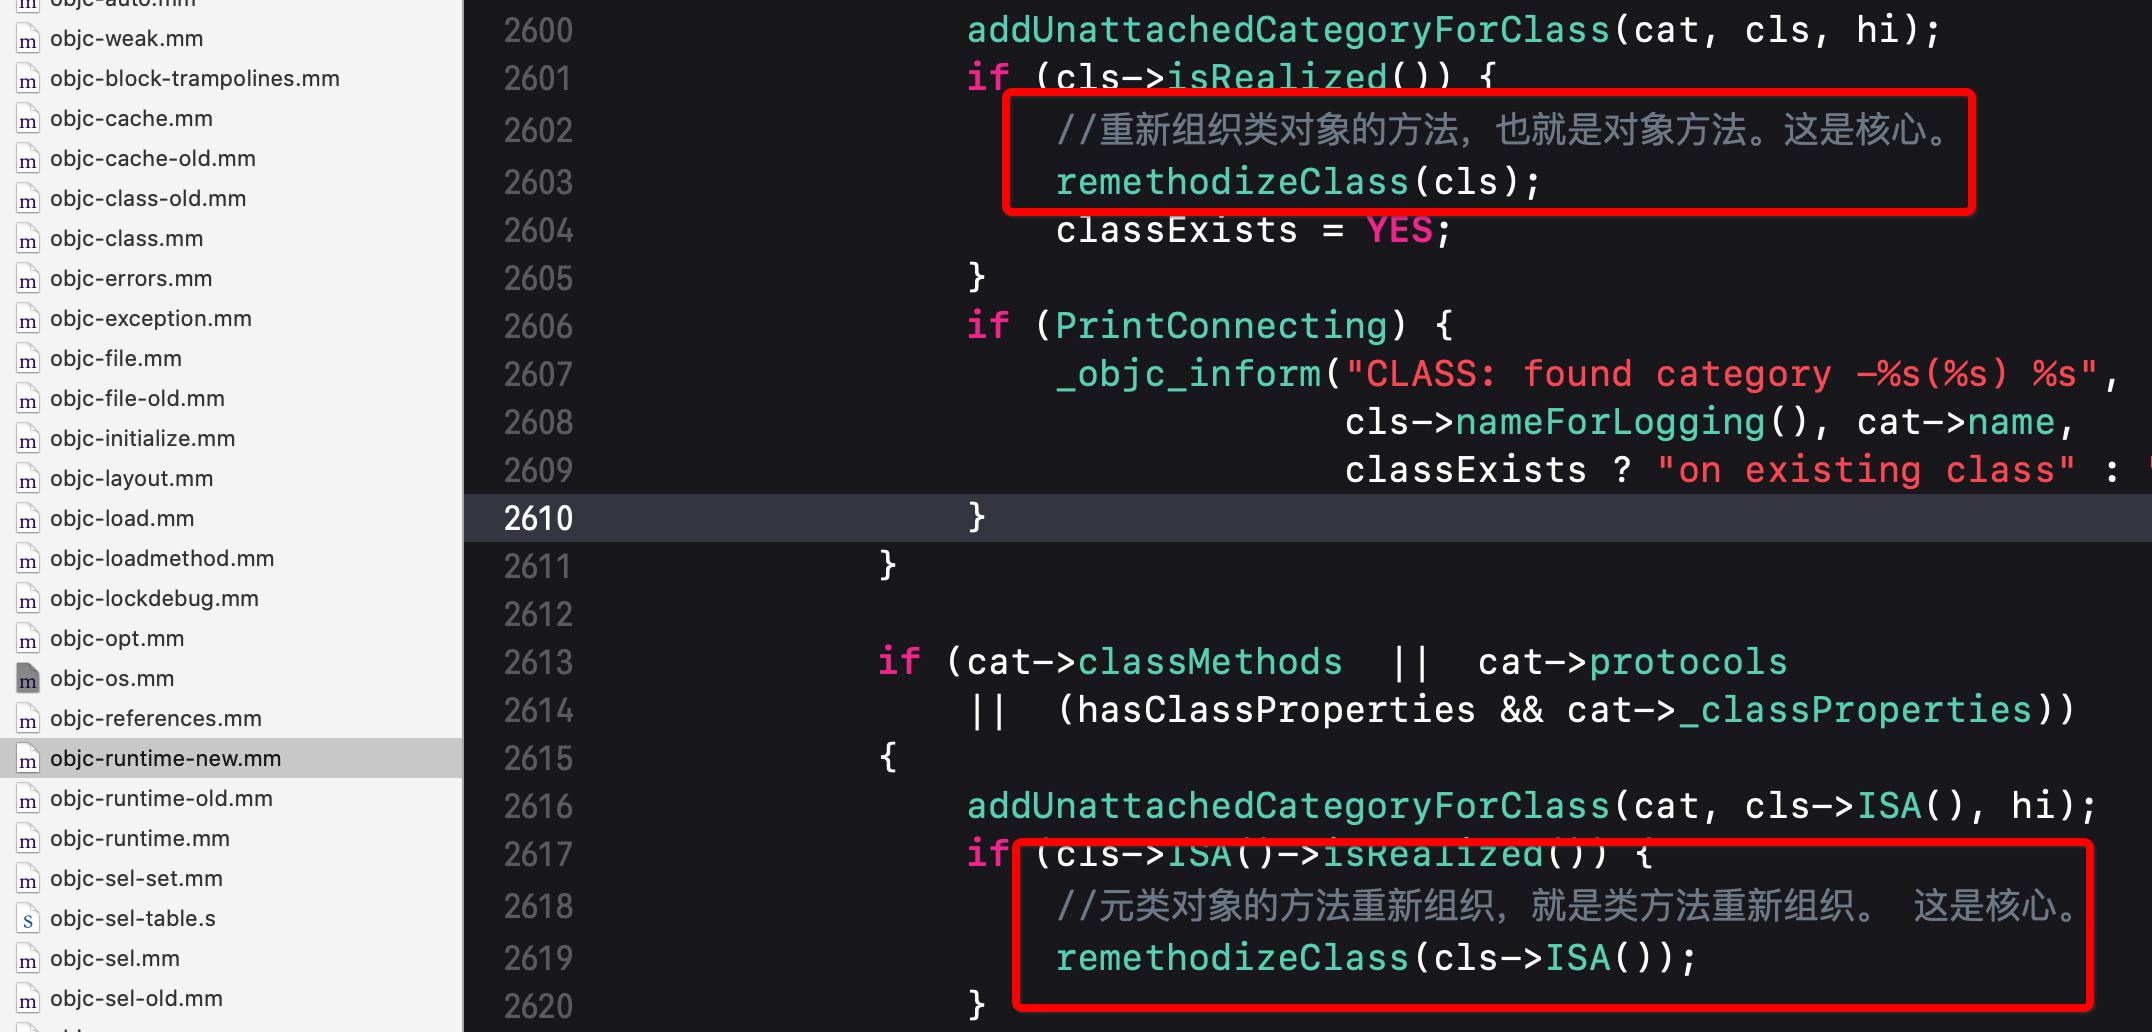 objc-auto.mm
objc-weak.mm
objc-block-trampolines.mm
objc-cache.mm
objc-cache-old.mm
objc-class-old.mm
objc-class.mm
objc-errors.mm
objc-exception.mm
objc-file.mm
objc-file-old.mm
objc-initialize.mm
objc-layout.mm
objc-load.mm
objc-loadmethod.mm
objc-lockdebug.mm
objc-opt.mm
objc-os.mm
objc-references.mm
objc-runtime-new.mm
objc-runtime-old.mm
objc-runtime.mm
objc-sel-set.mm
objc-sel-table.s
objc-sel.mm
objc-sel-old.mm
2600 addUnattachedCategoryForClass(cat, cls, hi);
2601 if (cls->isRealized()) {
2602 //重新组织类对象的方法，也就是对象方法。这是核心。
2603 remethodizeClass(cls);
2604 classExists = YES;
2605 }
2606 if (PrintConnecting) {
2607 _objc_inform("CLASS: found category -%s(%s) %s",
2608 cls->nameForLogging(), cat->name,
2609 classExists ? "on existing class" : "
2610 }
2611 }
2612
2613 if (cat->classMethods || cat->protocols
2614 || (hasClassProperties && cat->_classProperties))
2615 {
2616 addUnattachedCategoryForClass(cat, cls->ISA(), hi);
2617 if (cls->ISA()->isRealized()) {
2618 //元类对象的方法重新组织，就是类方法重新组织。 这是核心。
2619 remethodizeClass(cls->ISA());
2620 }